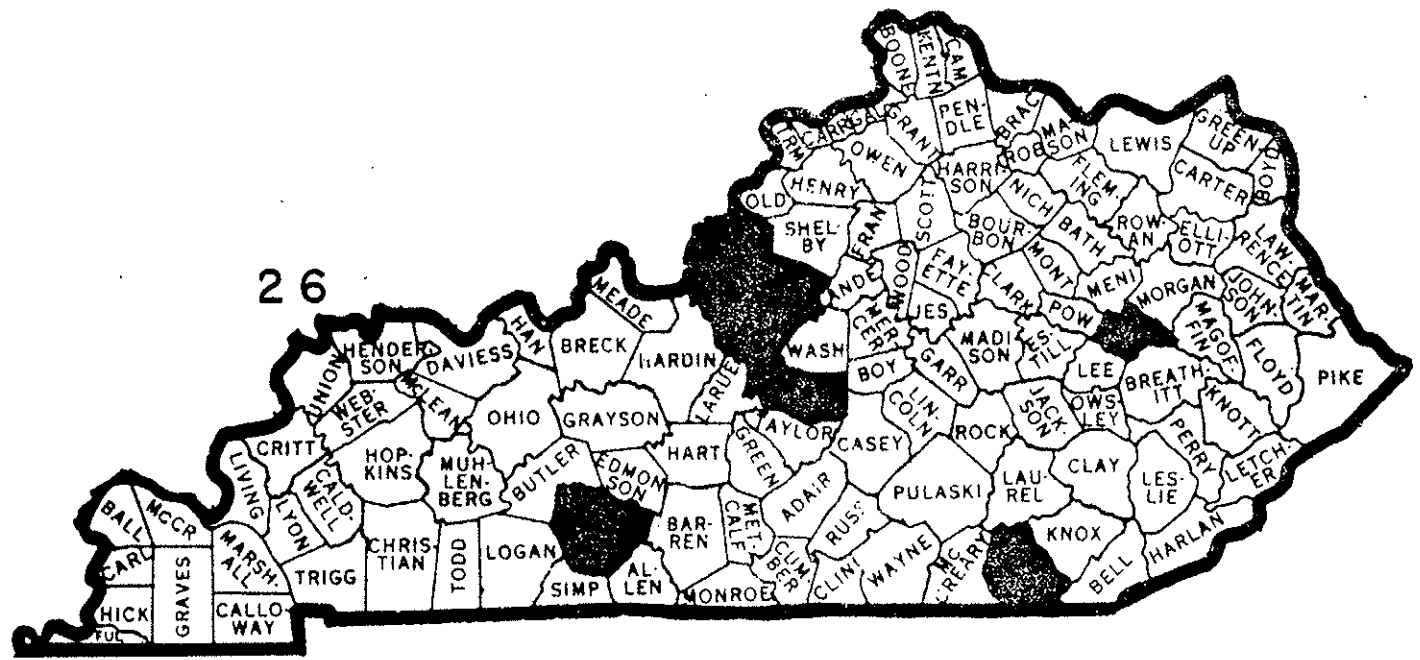 BOONE
KENTN
CAM
PEN-
DLE
BRAC
CARR
GAL
GRANT
TRM
OWEN
ROB
MA-
SON
LEWIS
GREEN-
UP
BOYD
HENRY
HARRI-
SON
FLEM-
ING
CARTER
OLD
NICH
SHEL-
BY
FRAN
SCOTT
BOUR-
BON
BATH
ROW-
AN
ELLI-
OTT
LAW-
RENCE
26
ANDE
WOOD
FAY-
ETTE
CLARK
MONT
MENI
MORGAN
JOHN-
SON
MAR-
TIN
MEADE
HAN
BRECK
HARDIN
WASH
MER-
CER
JES
MADI
SON
ES-
TILL
POW
MAGOF-
FIN
FLOYD
PIKE
HENDER-
SON
DAVIESS
UNION
WEB-
STER
MCLEAN
OHIO
GRAYSON
LARUE
BOY
GARR
LEE
BREATH-
ITT
KNOTT
LIN-
COLN
ROCK
JACK-
SON
OWS-
LEY
CRITT
HOP-
KINS
MUH-
LEN-
BERG
BUTLER
EDMON-
SON
HART
GREEN
AYLOR
CASEY
PERRY
LETCH-
ER
LIVING
CALD-
WELL
LYON
ADAIR
PULASKI
LAU-
REL
CLAY
LES-
LIE
BALL
McCR
MARSH-
ALL
CHRIS-
TIAN
TODD
LOGAN
BAR-
REN
MET-
CALF
RUSS
KNOX
HARLAN
CARL
GRAVES
TRIGG
SIMP
AL-
LEN
MONROE
CUM-
BER
CLINT
WAYNE
MC
CREARY
BELL
HICK
FUL
CALLO-
WAY